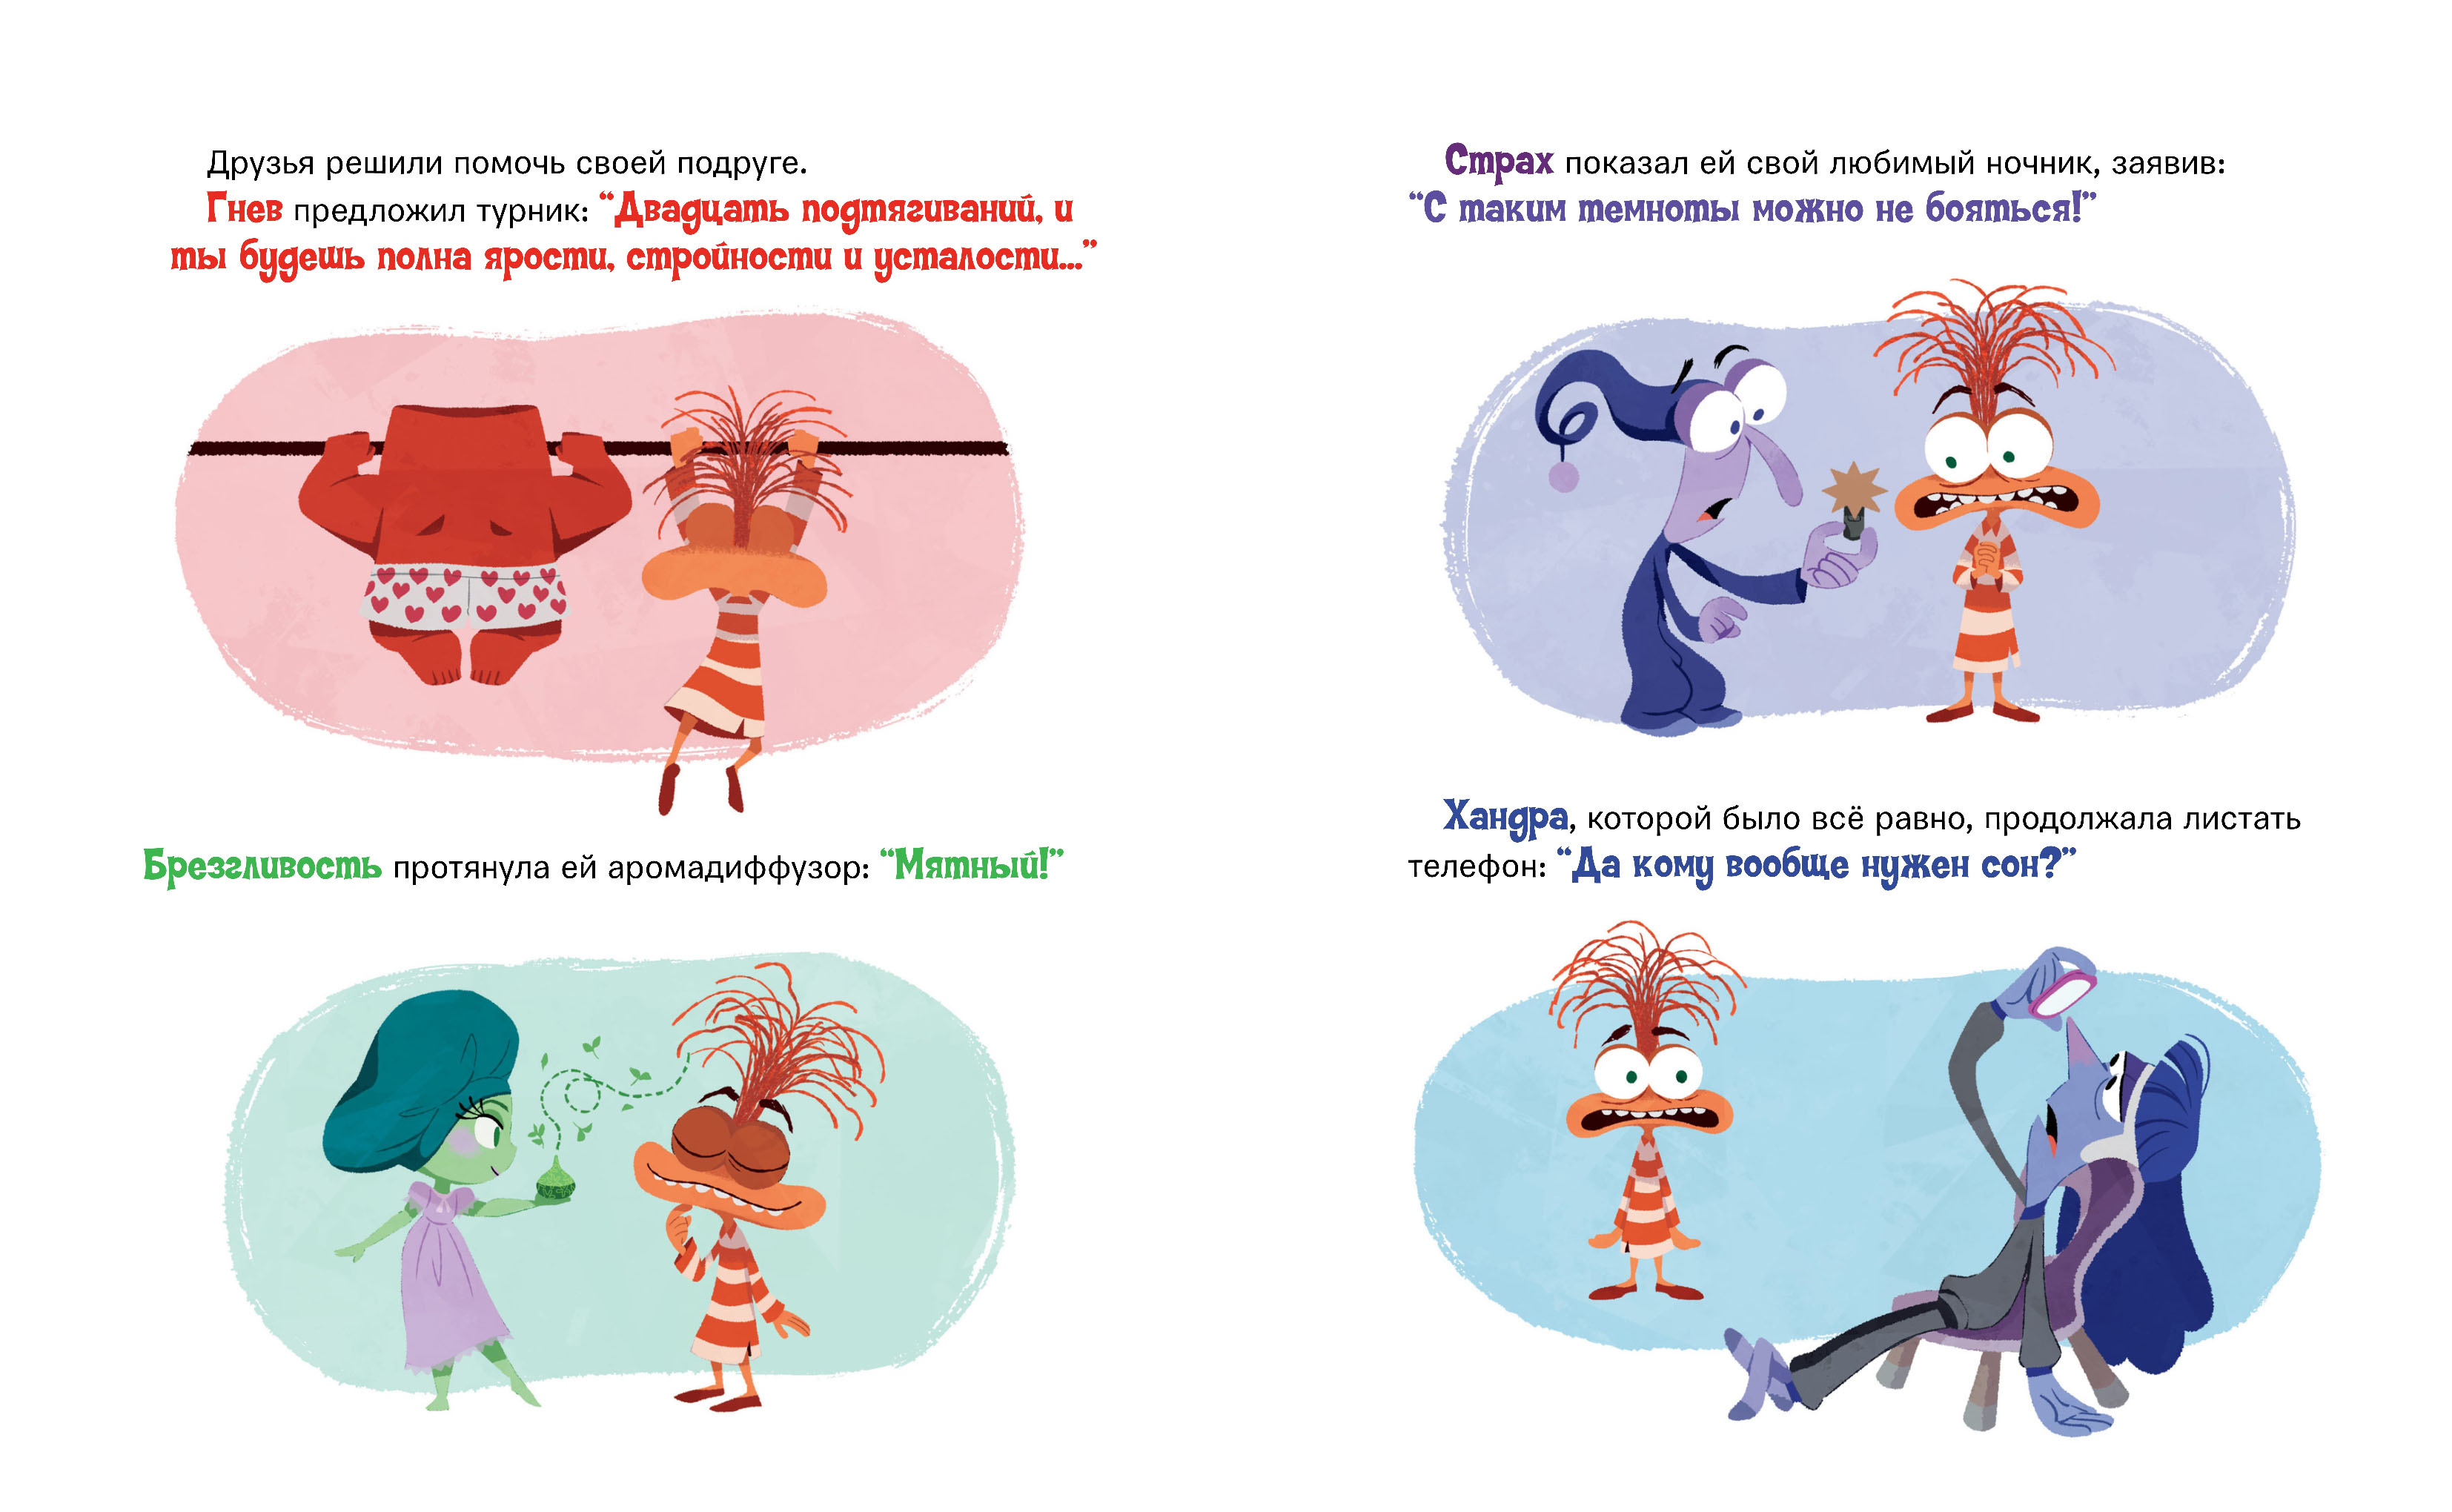 Друзья решили помочь своей подруге.
Гнев предложил турник: “Двадцать подтягиваний, и
ты будешь полна ярости, стройности и усталости...”
Брезгливость протянула ей аромадиффузор: “Мятный!”
Страх показал ей свой любимый ночник, заявив:
“С таким темноты можно не бояться!”
Хандра, которой было всё равно, продолжала листать
телефон: “Да кому вообще нужен сон?”